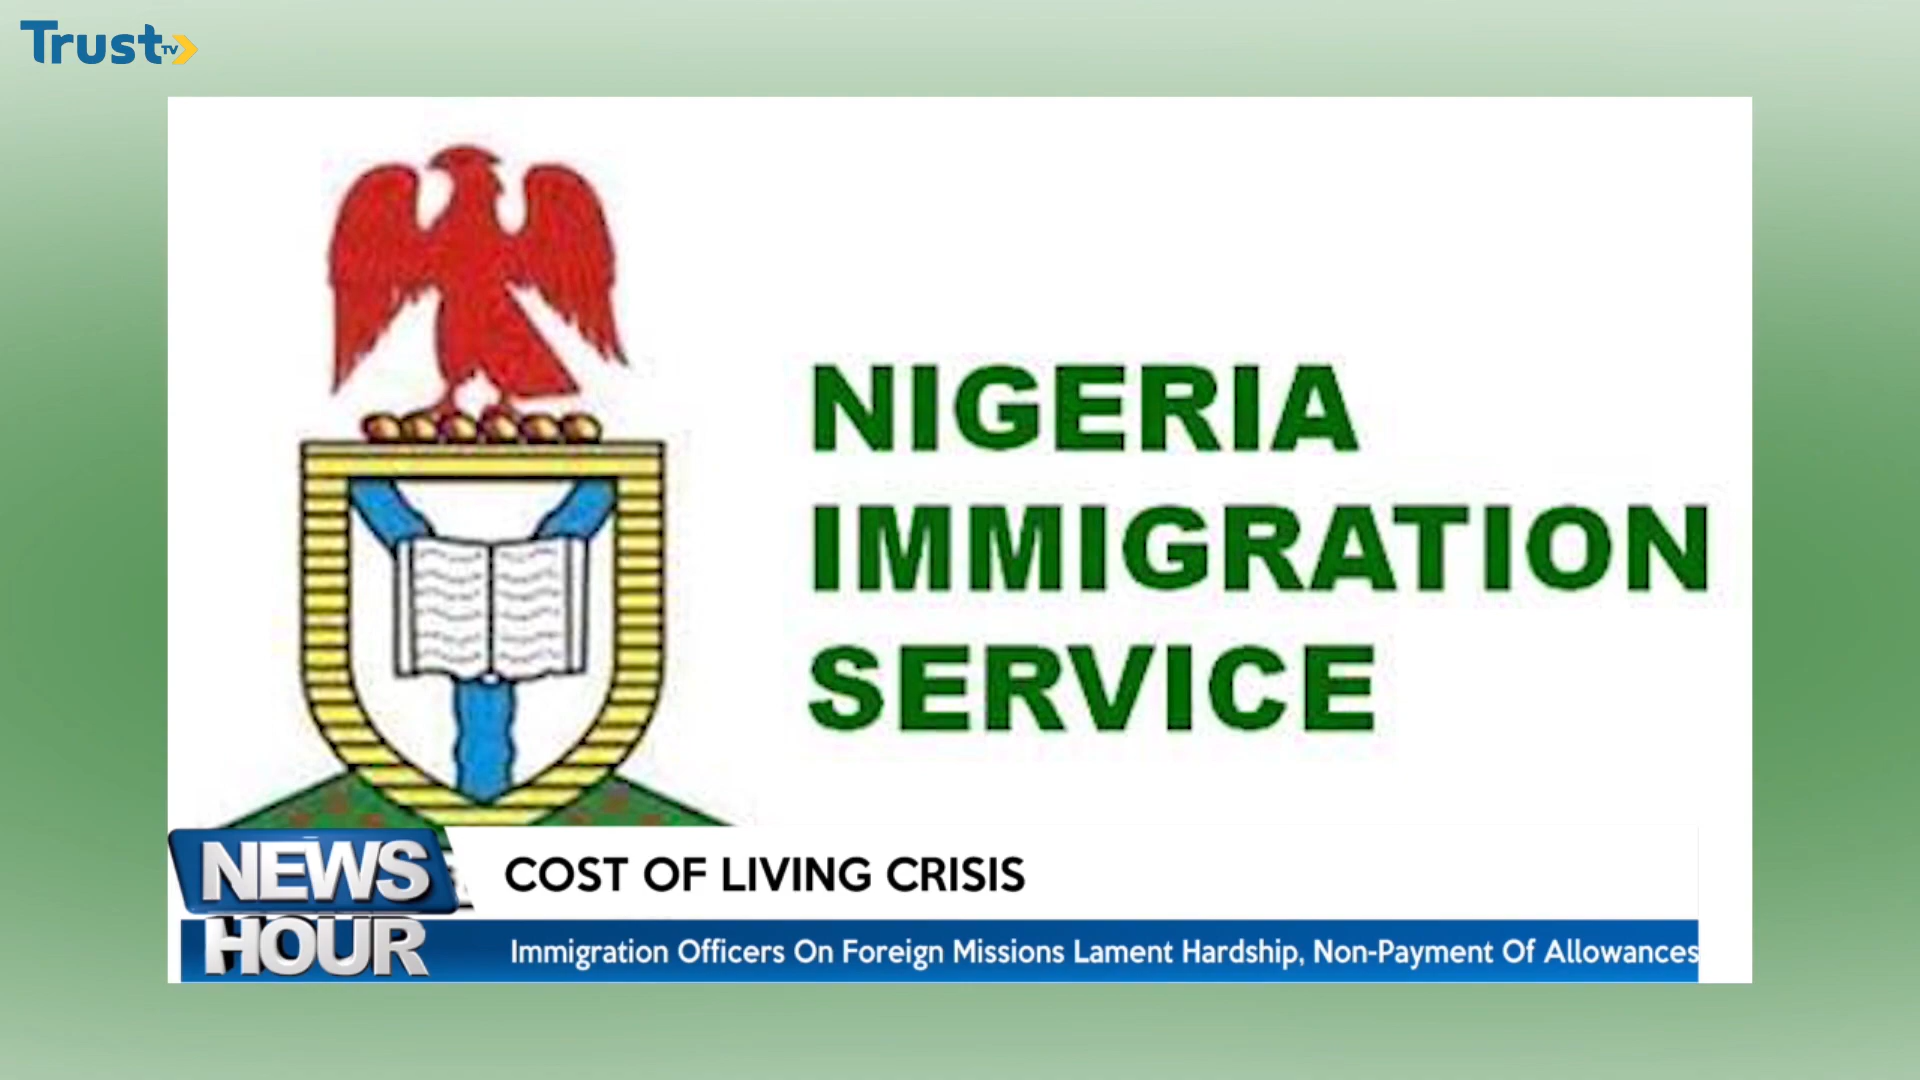 Trust TV
NIGERIA
IMMIGRATION
SERVICE
NEWS
HOUR
COST OF LIVING CRISIS
Immigration Officers On Foreign Missions Lament Hardship, Non-Payment Of Allowances